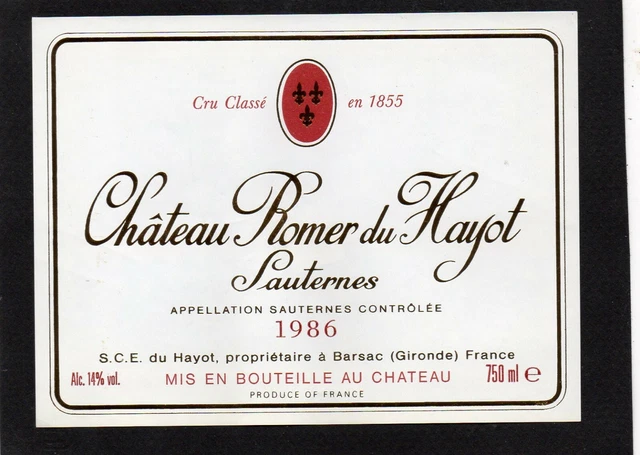 Cru Classé en 1855
Château Romer du Hayot
Sauternes
APPELLATION SAUTERNES CONTRÔLÉE
1986
S.C.E. du Hayot, propriétaire à Barsac (Gironde) France
Alc. 14% vol. MIS EN BOUTEILLE AU CHATEAU 750 ml e
PRODUCE OF FRANCE